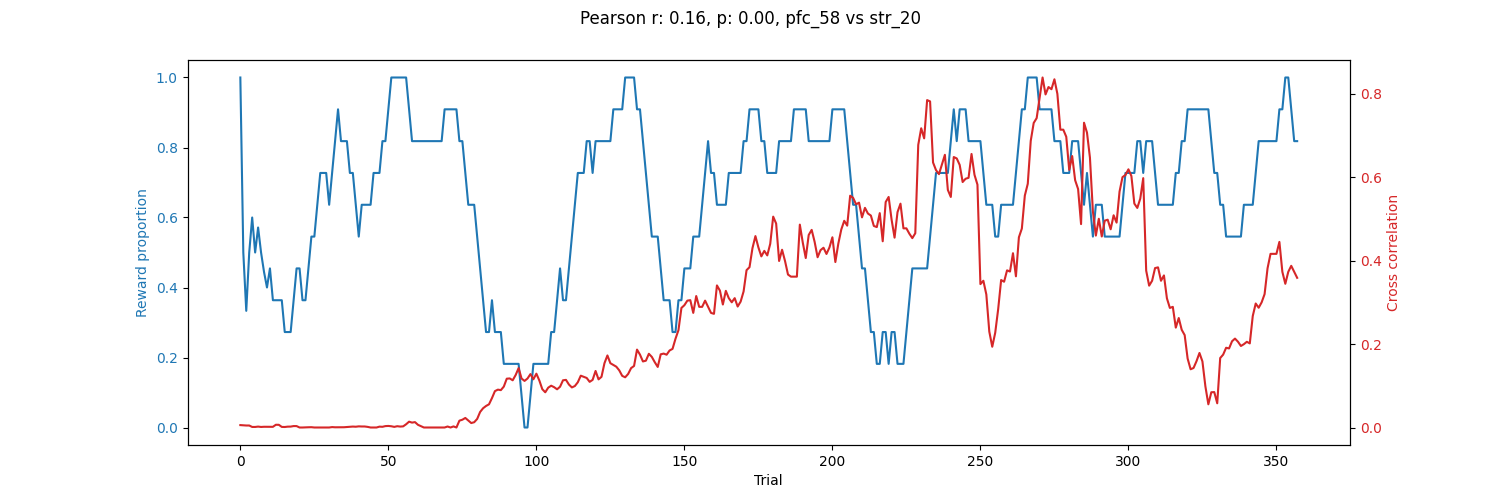 Pearson r: 0.16, p: 0.00, pfc_58 vs str_20
1.0
0.8
0.6
0.4
0.2
0.0
Reward proportion
0.8
0.6
0.4
0.2
0.0
Cross correlation
0 50 100 150 200 250 300 350
Trial